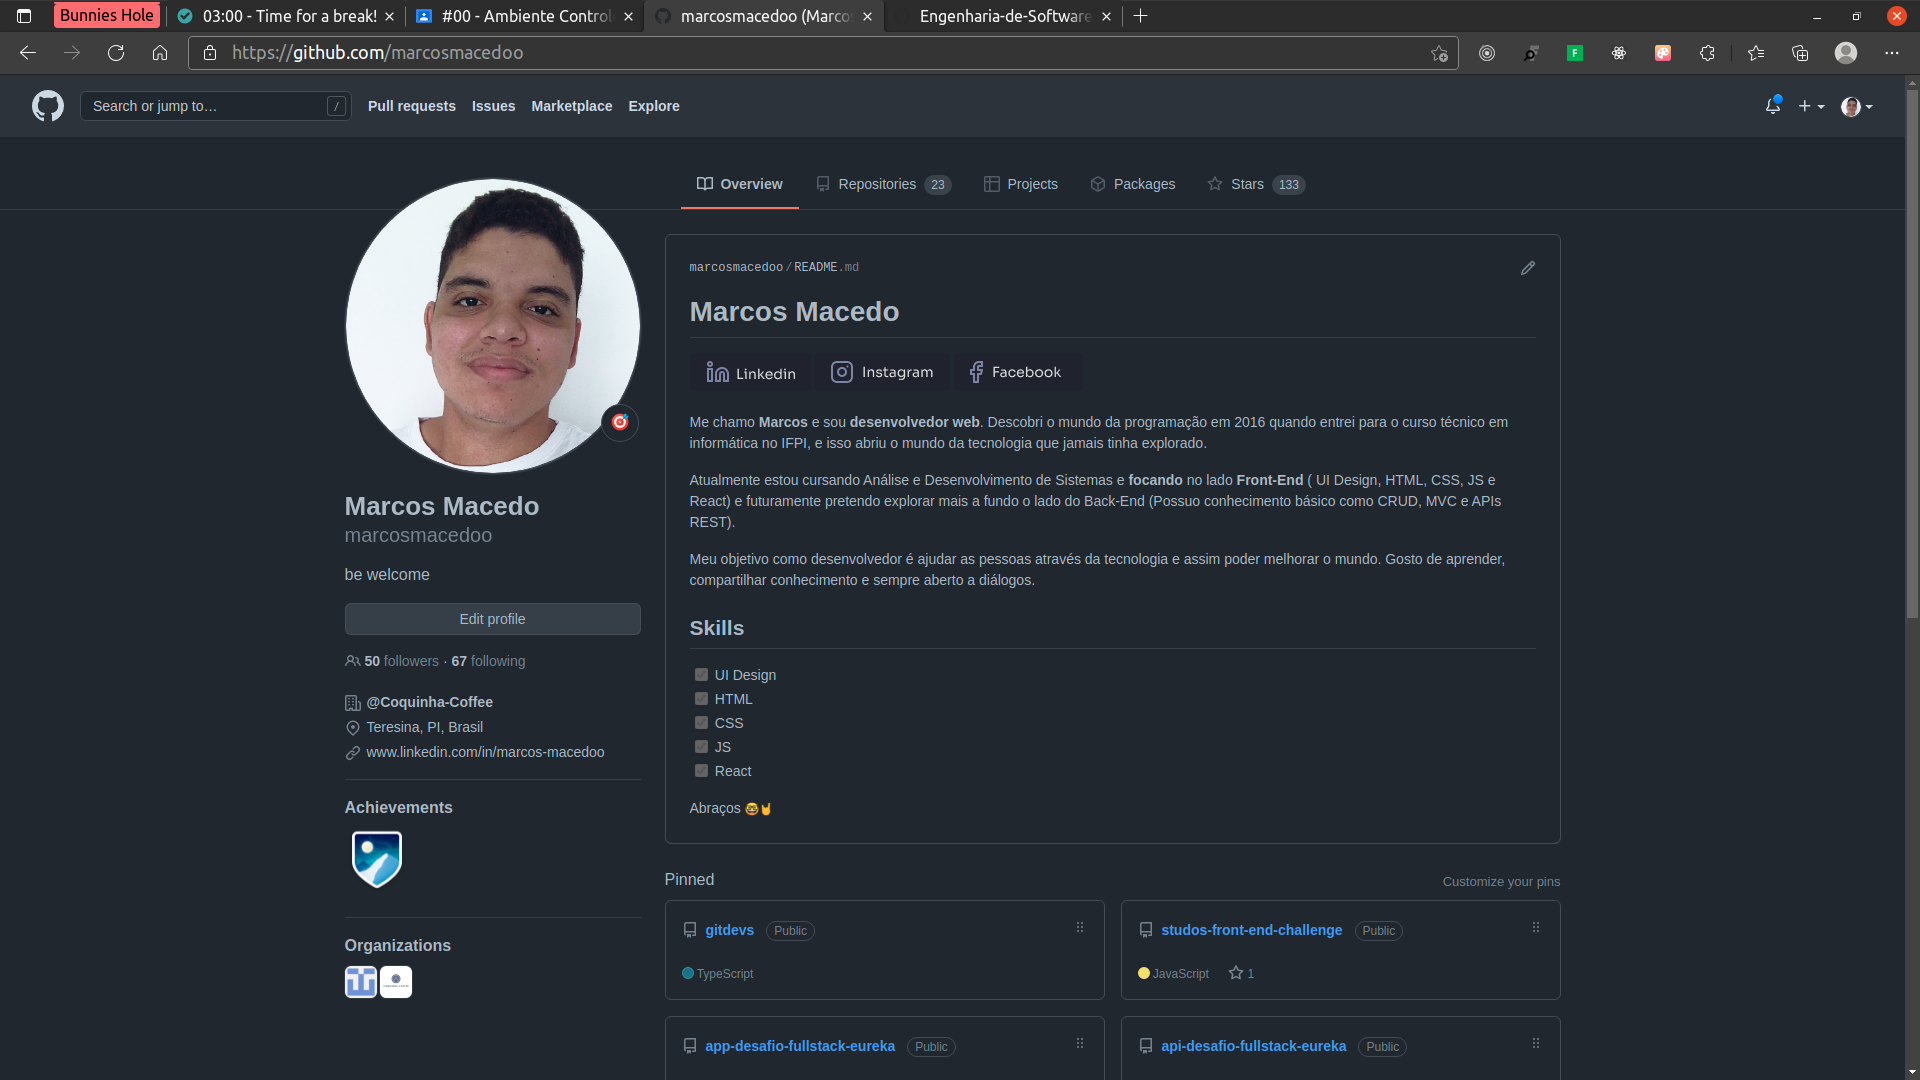 Bunnies Hole
03:00 - Time for a break!
#00 - Ambiente Control
marcosmacedoo (Marcos
Engenharia-de-Software
https://github.com/marcosmacedoo
F
Search or jump to…
/
Pull requests
Issues
Marketplace
Explore
Overview
Repositories 23
Projects
Packages
Stars 133
Marcos Macedo
marcosmacedoo
be welcome
Edit profile
50 followers · 67 following
@Coquinha-Coffee
Teresina, PI, Brasil
www.linkedin.com/in/marcos-macedoo
Achievements
Organizations
marcosmacedoo/README.md
Marcos Macedo
Linkedin
Instagram
Facebook
Me chamo Marcos e sou desenvolvedor web. Descobri o mundo da programação em 2016 quando entrei para o curso técnico em
informática no IFPI, e isso abriu o mundo da tecnologia que jamais tinha explorado.
Atualmente estou cursando Análise e Desenvolvimento de Sistemas e focando no lado Front-End ( UI Design, HTML, CSS, JS e
React) e futuramente pretendo explorar mais a fundo o lado do Back-End (Possuo conhecimento básico como CRUD, MVC e APIs
REST).
Meu objetivo como desenvolvedor é ajudar as pessoas através da tecnologia e assim poder melhorar o mundo. Gosto de aprender,
compartilhar conhecimento e sempre aberto a diálogos.
Skills
UI Design
HTML
CSS
JS
React
Abraços 🤓🤘
Pinned
Customize your pins
gitdevs Public
TypeScript
studos-front-end-challenge Public
JavaScript 1
app-desafio-fullstack-eureka Public
api-desafio-fullstack-eureka Public